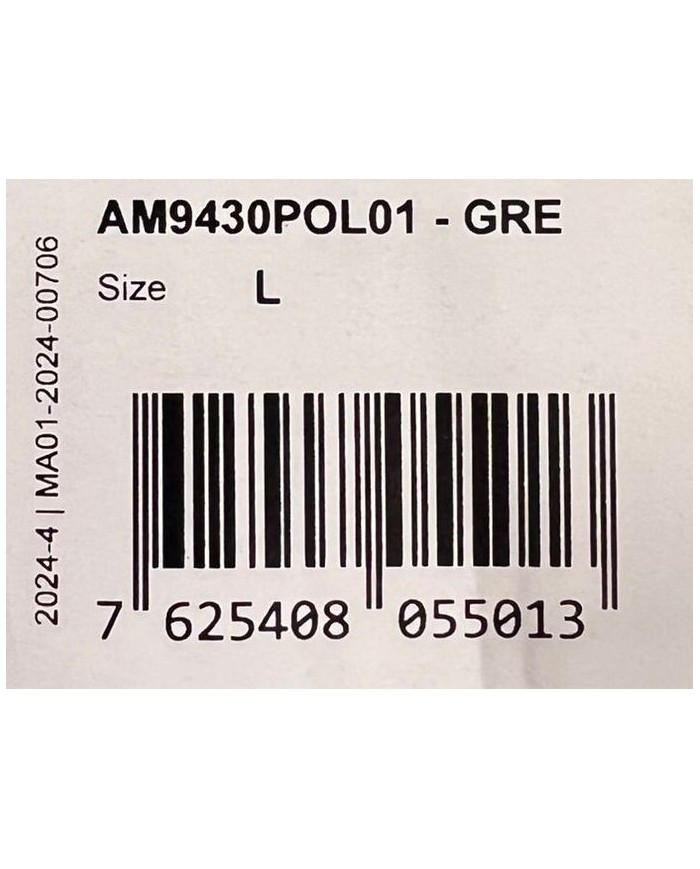 AM9430POL01 - GRE
Size L
2024-4 | MA01-2024-00706
7 625408 055013